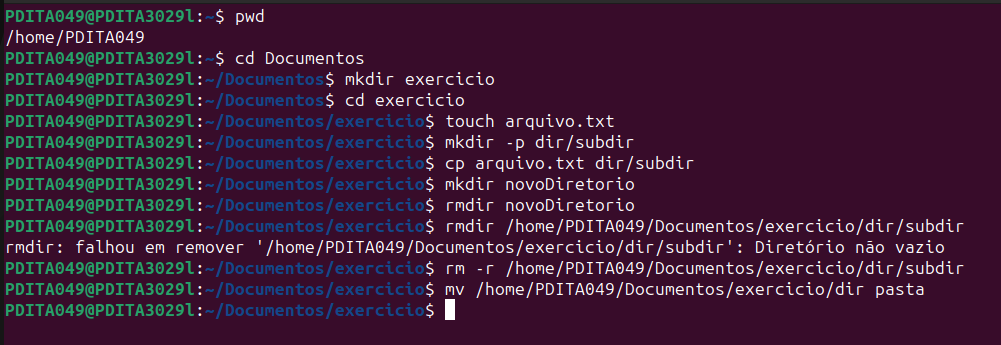 PDITA049@PDITA3029l:~$ pwd
/home/PDITA049
PDITA049@PDITA3029l:~$ cd Documentos
PDITA049@PDITA3029l:~/Documentos$ mkdir exercicio
PDITA049@PDITA3029l:~/Documentos$ cd exercicio
PDITA049@PDITA3029l:~/Documentos/exercicio$ touch arquivo.txt
PDITA049@PDITA3029l:~/Documentos/exercicio$ mkdir -p dir/subdir
PDITA049@PDITA3029l:~/Documentos/exercicio$ cp arquivo.txt dir/subdir
PDITA049@PDITA3029l:~/Documentos/exercicio$ mkdir novoDiretorio
PDITA049@PDITA3029l:~/Documentos/exercicio$ rmdir novoDiretorio
PDITA049@PDITA3029l:~/Documentos/exercicio$ rmdir /home/PDITA049/Documentos/exercicio/dir/subdir
rmdir: falhou em remover '/home/PDITA049/Documentos/exercicio/dir/subdir': Diretório não vazio
PDITA049@PDITA3029l:~/Documentos/exercicio$ rm -r /home/PDITA049/Documentos/exercicio/dir/subdir
PDITA049@PDITA3029l:~/Documentos/exercicio$ mv /home/PDITA049/Documentos/exercicio/dir pasta
PDITA049@PDITA3029l:~/Documentos/exercicio$